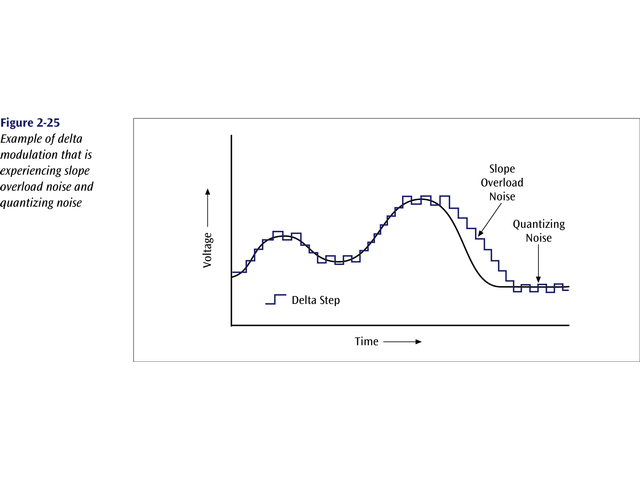 Figure 2-25
Example of delta
modulation that is
experiencing slope
overload noise and
quantizing noise
Slope
Overload
Noise
Quantizing
Noise
Voltage
Delta Step
Time